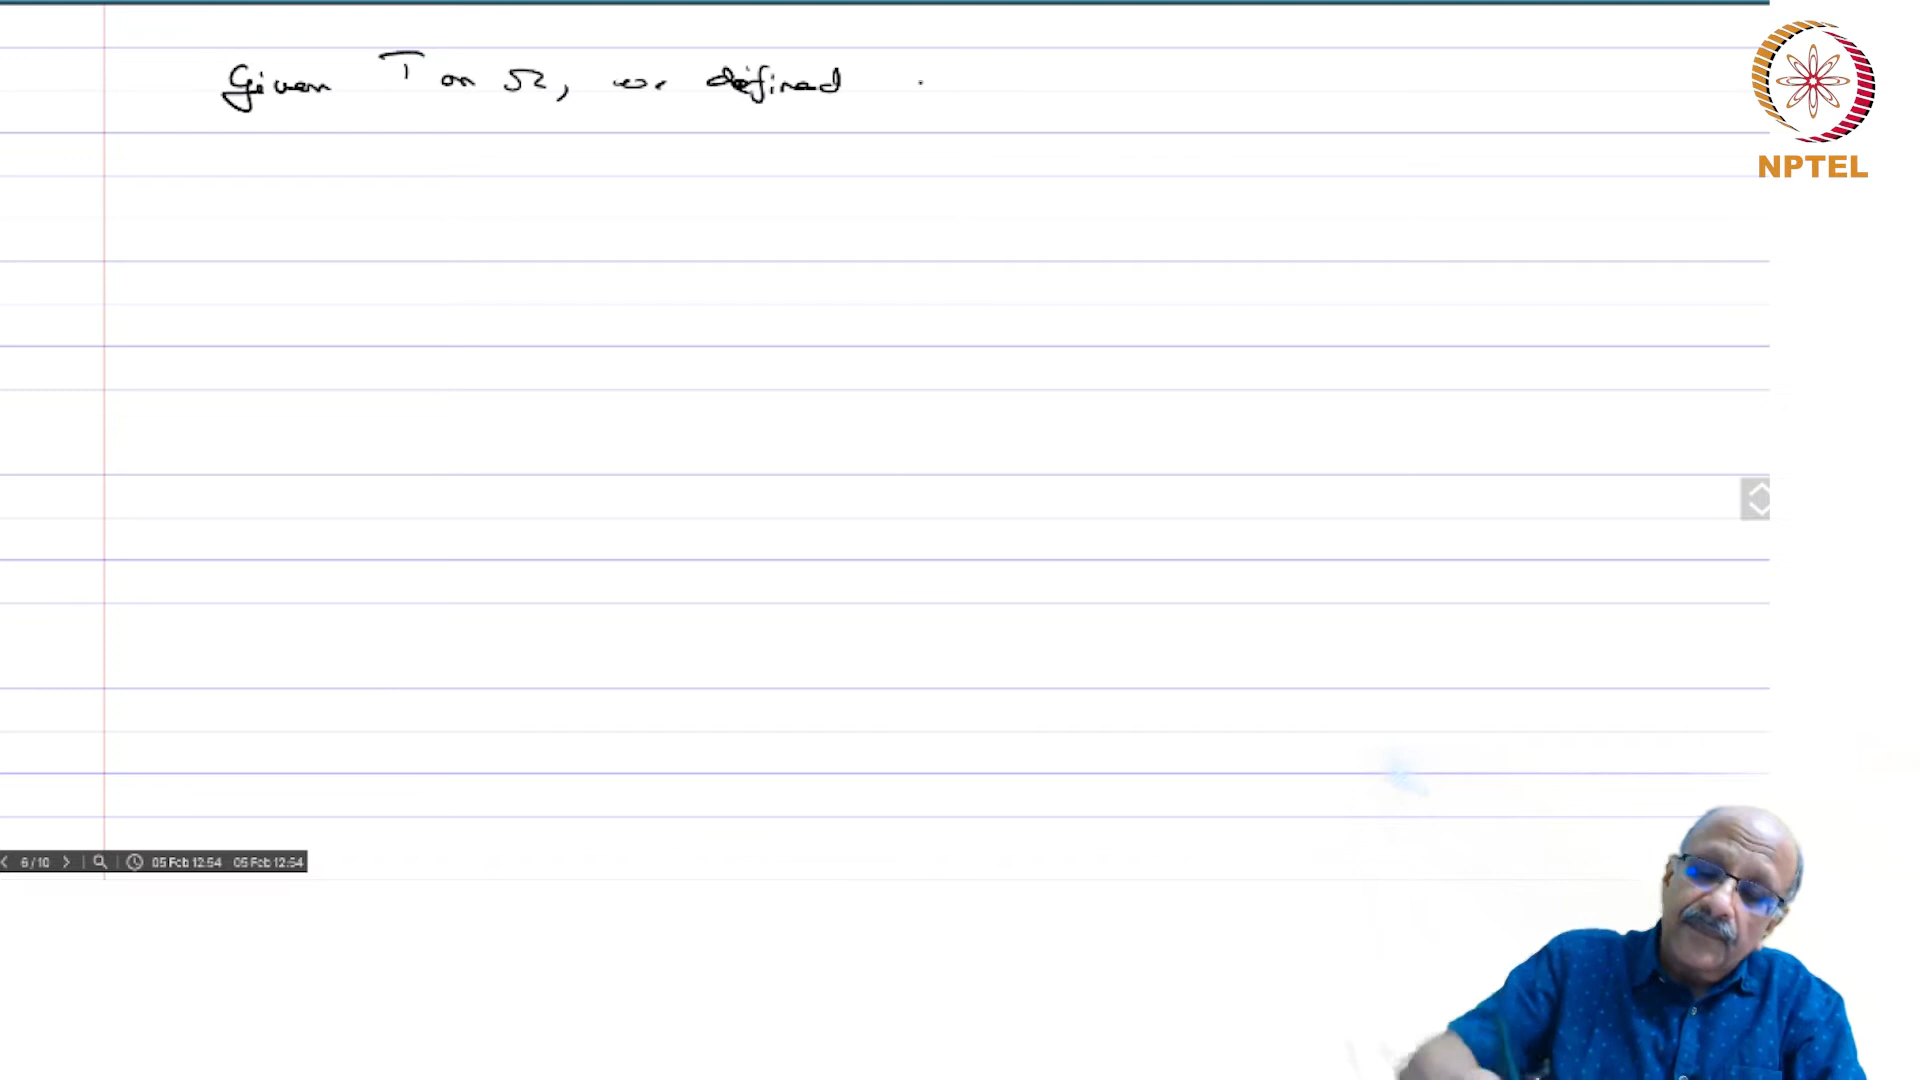 Given T on Ω, we defined
NPTEL
6/10 05 Feb 12:54 05 Feb 12:54